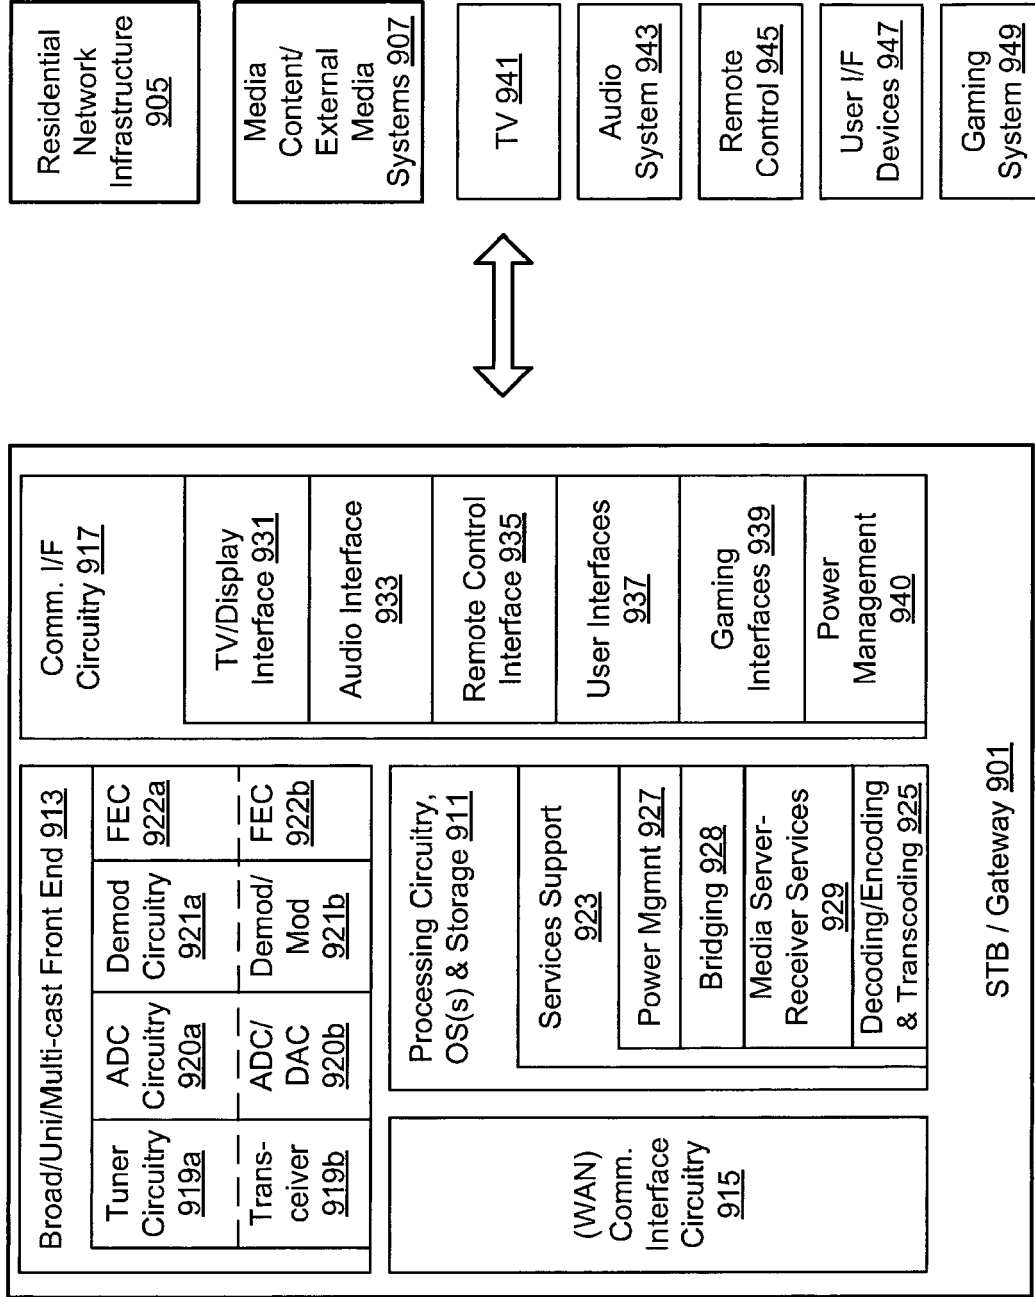 Broad/Uni/Multi-cast Front End 913
Tuner
Circuitry
919a
ADC
Circuitry
920a
Demod
Circuitry
921a
FEC
922a
Trans-
ceiver
919b
ADC/
DAC
920b
Demod/
Mod
921b
FEC
922b
(WAN)
Comm.
Interface
Circuitry
915
Processing Circuitry,
OS(s) & Storage 911
Services Support
923
Power Mgmnt 927
Bridging 928
Media Server-
Receiver Services
929
Decoding/Encoding
& Transcoding 925
Comm. I/F
Circuitry 917
TV/Display
Interface 931
Audio Interface
933
Remote Control
Interface 935
User Interfaces
937
Gaming
Interfaces 939
Power
Management
940
STB / Gateway 901
Residential
Network
Infrastructure
905
Media
Content/
External
Media
Systems 907
TV 941
Audio
System 943
Remote
Control 945
User I/F
Devices 947
Gaming
System 949